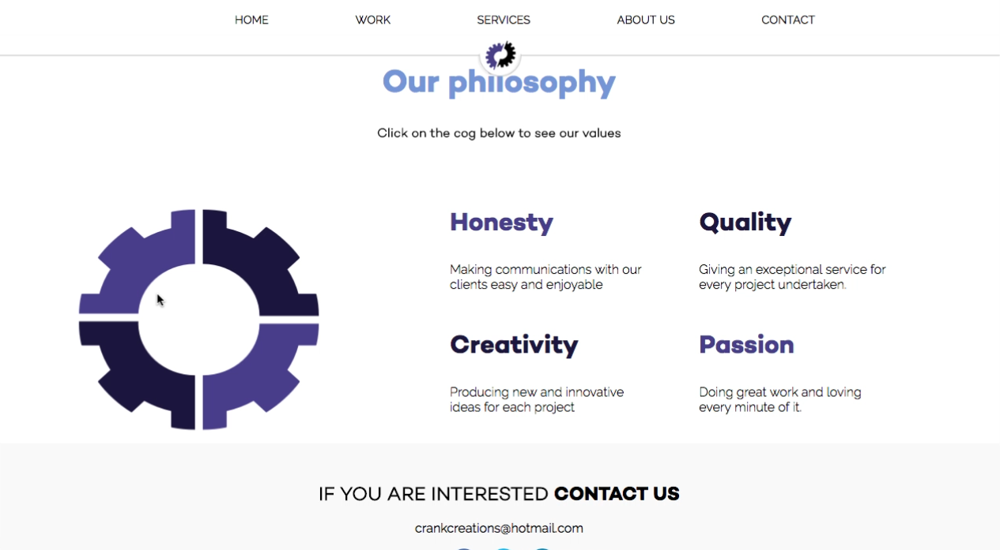 HOME WORK SERVICES ABOUT US CONTACT
Our philosophy
Click on the cog below to see our values
Honesty
Making communications with our
clients easy and enjoyable
Quality
Giving an exceptional service for
every project undertaken.
Creativity
Producing new and innovative
ideas for each project
Passion
Doing great work and loving
every minute of it.
IF YOU ARE INTERESTED CONTACT US
crankcreations@hotmail.com